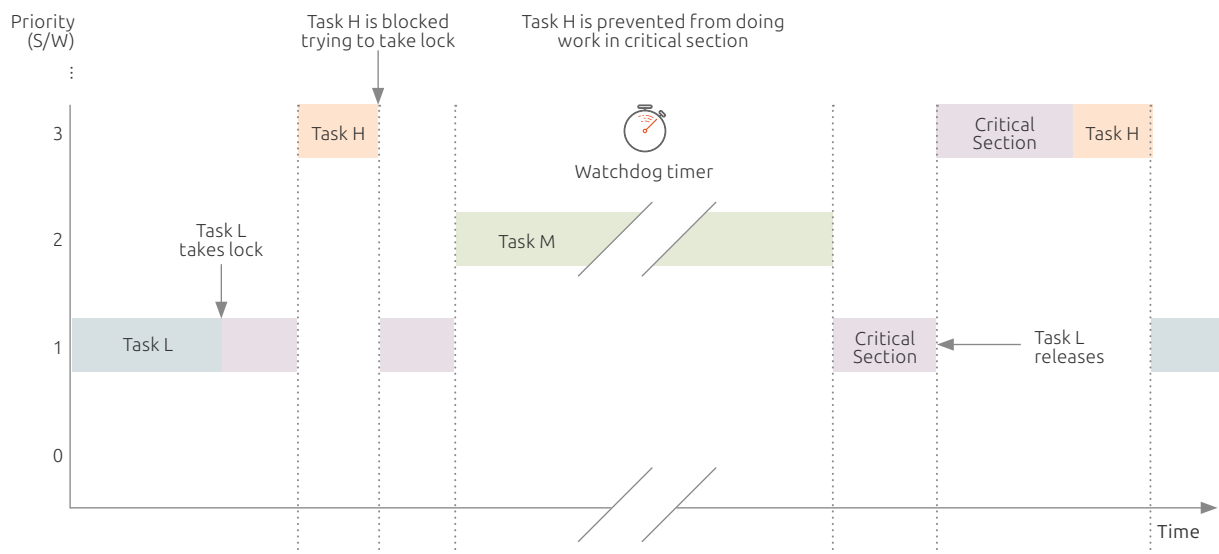 Priority
(S/W)
Task H is blocked
trying to take lock
Task H is prevented from doing
work in critical section
⋮
3
Task H
Critical
Section
Task H
Watchdog timer
Task L
takes lock
2
Task M
1
Task L
Critical
Section
Task L
releases
0
Time